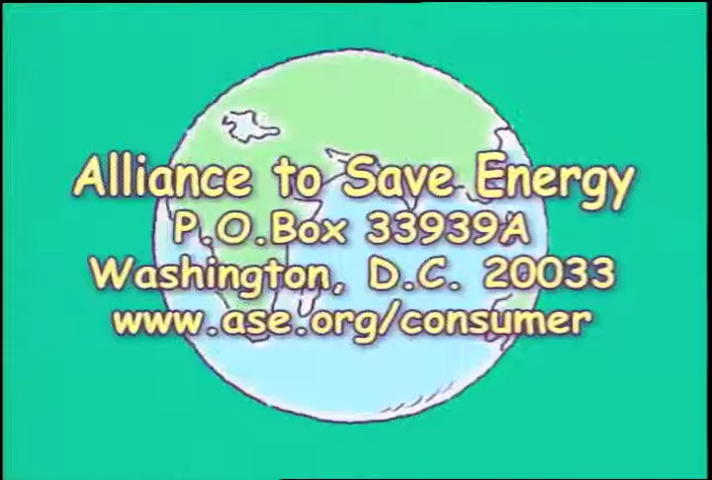 Alliance to Save Energy
P.O.Box 33939A
Washington, D.C. 20033
www.ase.org/consumer